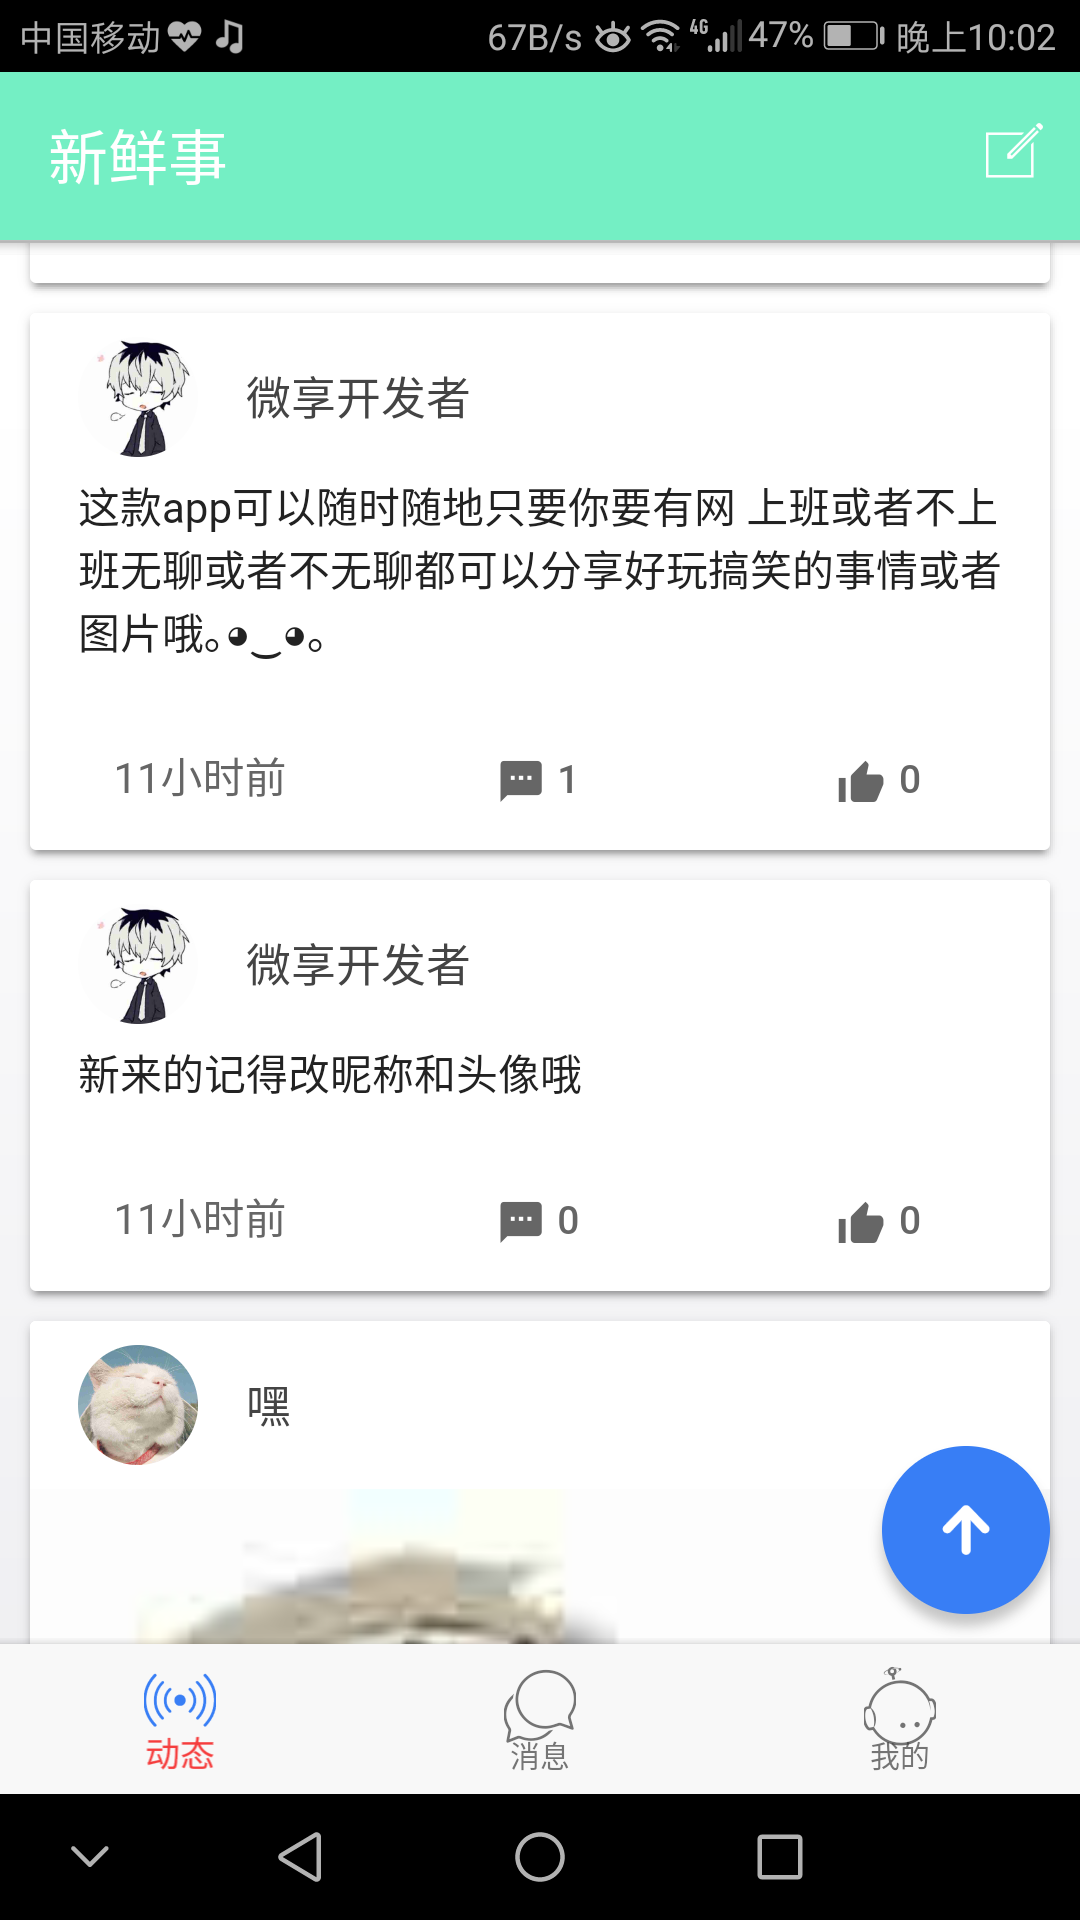 中国移动 67B/s 4G 47% 晚上10:02
新鲜事
微享开发者
这款app可以随时随地只要你要有网 上班或者不上
班无聊或者不无聊都可以分享好玩搞笑的事情或者
图片哦｡◕‿◕｡
11小时前 1 0
微享开发者
新来的记得改昵称和头像哦
11小时前 0 0
嘿
动态 消息 我的